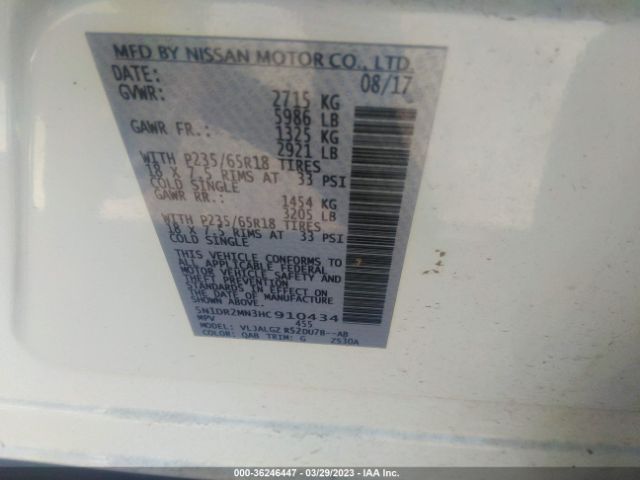 MFD BY NISSAN MOTOR CO., LTD.
DATE: 08/17
GVWR: 2715 KG
5986 LB
GAWR FR.: 1325 KG
2921 LB
WITH P235/65R18 TIRES
18 X 7.5 RIMS AT 33 PSI
COLD SINGLE
GAWR RR.: 1454 KG
3205 LB
WITH P235/65R18 TIRES
18 X 7.5 RIMS AT 33 PSI
COLD SINGLE
THIS VEHICLE CONFORMS TO
ALL APPLICABLE FEDERAL
MOTOR VEHICLE SAFETY AND
THEFT PREVENTION
STANDARDS IN EFFECT ON
THE DATE OF MANUFACTURE
SHOWN ABOVE.
5N1DR2MN3HC910434
MPV 455
MODEL: VLJALGZ R52DU7B--AB
COLOR: QAB TRIM: G 2530A
000-36246447 — 03/29/2023 — IAA Inc.